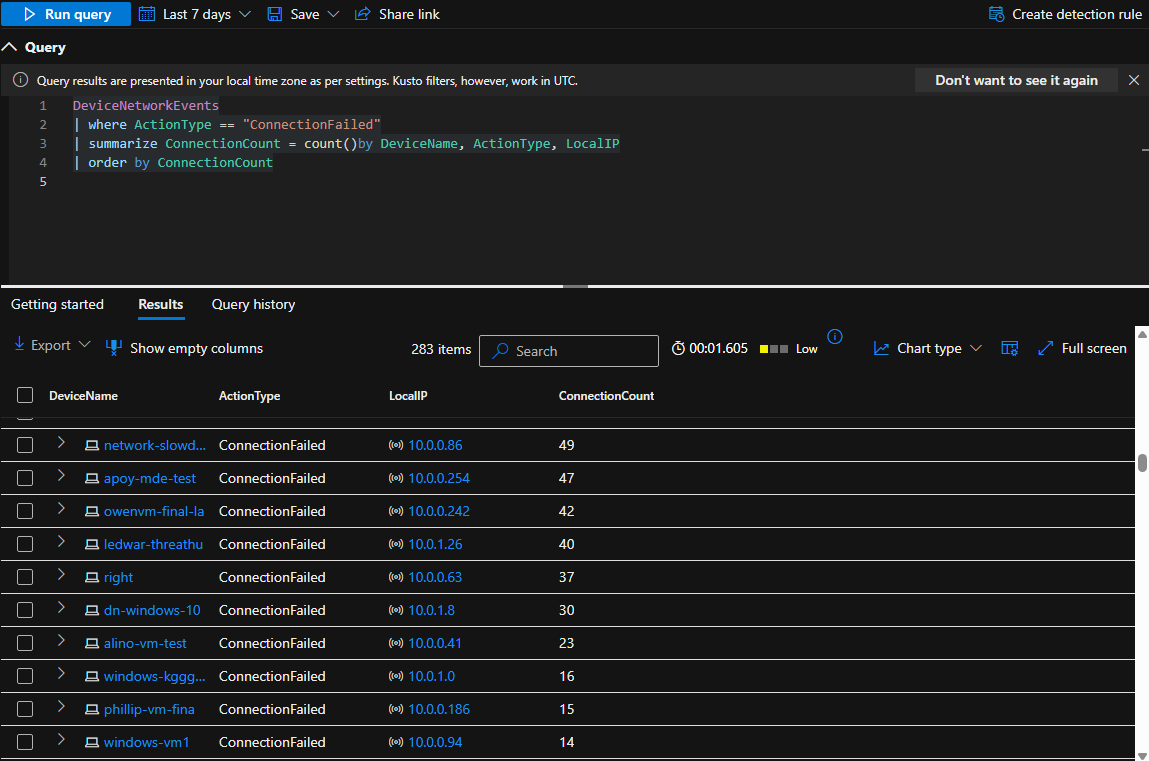 Run query Last 7 days Save Share link Create detection rule
Query
Query results are presented in your local time zone as per settings. Kusto filters, however, work in UTC. Don't want to see it again
1 DeviceNetworkEvents
2 | where ActionType == "ConnectionFailed"
3 | summarize ConnectionCount = count()by DeviceName, ActionType, LocalIP
4 | order by ConnectionCount
5
Getting started Results Query history
Export Show empty columns 283 items Search 00:01.605 Low Chart type Full screen
DeviceName ActionType LocalIP ConnectionCount
network-slowd... ConnectionFailed 10.0.0.86 49
apoy-mde-test ConnectionFailed 10.0.0.254 47
owenvm-final-la ConnectionFailed 10.0.0.242 42
ledwar-threathu ConnectionFailed 10.0.1.26 40
right ConnectionFailed 10.0.0.63 37
dn-windows-10 ConnectionFailed 10.0.1.8 30
alino-vm-test ConnectionFailed 10.0.0.41 23
windows-kggg... ConnectionFailed 10.0.1.0 16
phillip-vm-fina ConnectionFailed 10.0.0.186 15
windows-vm1 ConnectionFailed 10.0.0.94 14